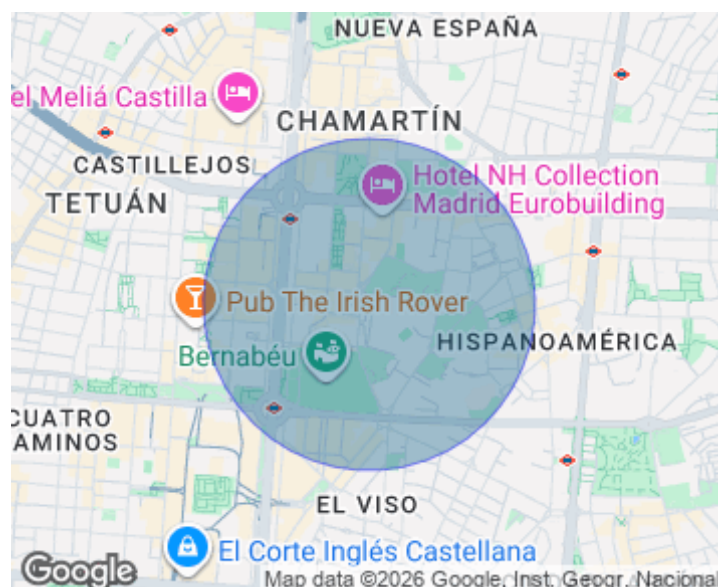 NUEVA ESPAÑA
el Meliá Castilla
CHAMARTÍN
CASTILLEJOS
Hotel NH Collection
Madrid Eurobuilding
TETUÁN
Pub The Irish Rover
Bernabéu
HISPANOAMÉRICA
CUATRO
AMINOS
EL VISO
El Corte Inglés Castellana
Google
Map data ©2026 Google, Inst. Geogr. Nacional